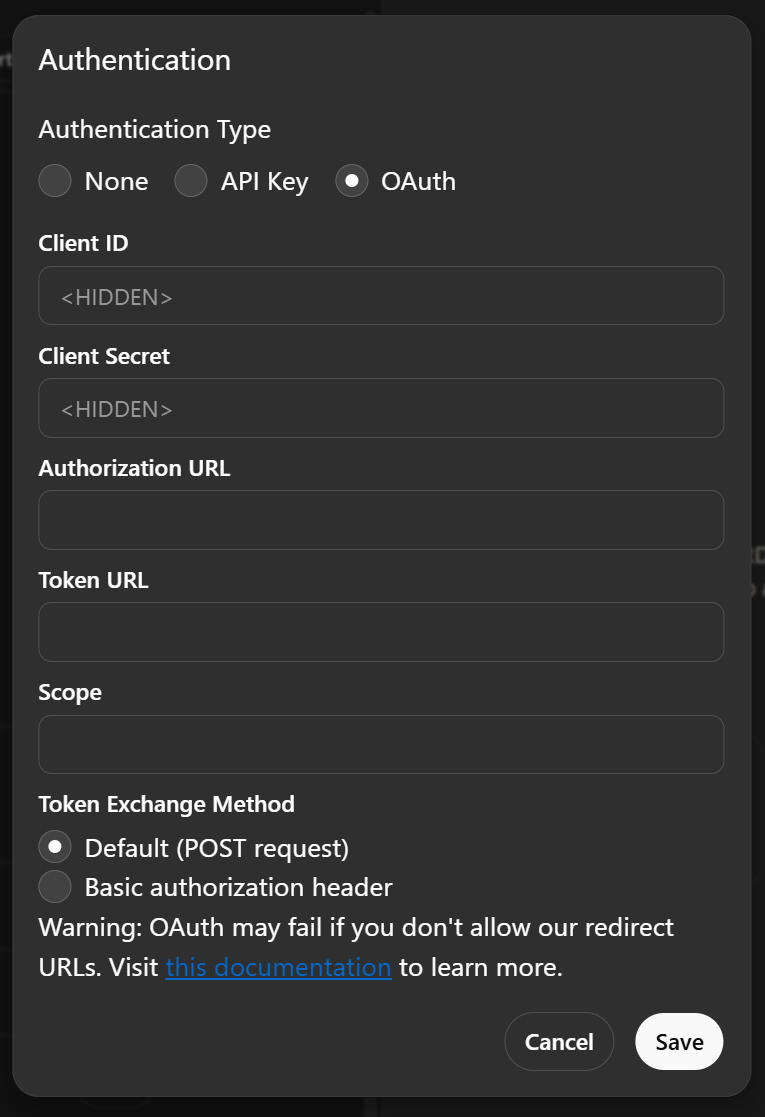 Authentication
Authentication Type
None API Key OAuth
Client ID
<HIDDEN>
Client Secret
<HIDDEN>
Authorization URL
Token URL
Scope
Token Exchange Method
Default (POST request)
Basic authorization header
Warning: OAuth may fail if you don't allow our redirect
URLs. Visit this documentation to learn more.
Cancel Save